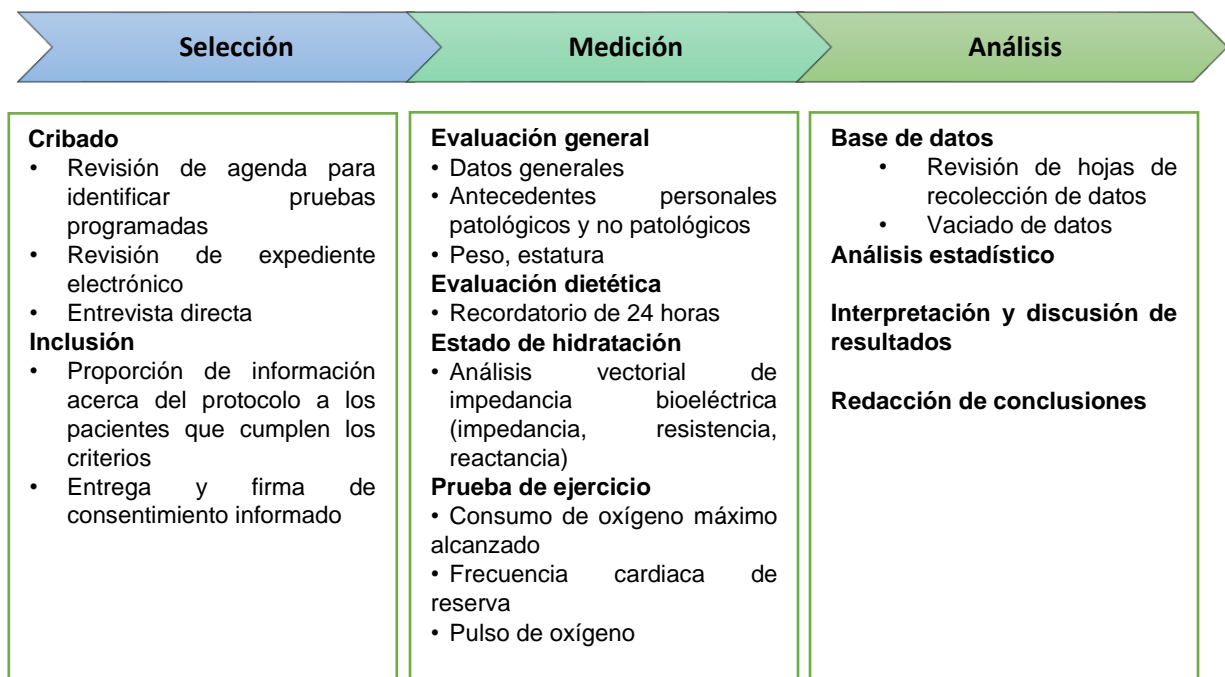 Selección
Medición
Análisis
Cribado
• Revisión de agenda para
identificar pruebas
programadas
• Revisión de expediente
electrónico
• Entrevista directa
Inclusión
• Proporción de información
acerca del protocolo a los
pacientes que cumplen los
criterios
• Entrega y firma de
consentimiento informado
Evaluación general
• Datos generales
• Antecedentes personales
patológicos y no patológicos
• Peso, estatura
Evaluación dietética
• Recordatorio de 24 horas
Estado de hidratación
• Análisis vectorial de
impedancia bioeléctrica
(impedancia, resistencia,
reactancia)
Prueba de ejercicio
• Consumo de oxígeno máximo
alcanzado
• Frecuencia cardiaca de
reserva
• Pulso de oxígeno
Base de datos
• Revisión de hojas de
recolección de datos
• Vaciado de datos
Análisis estadístico
Interpretación y discusión de
resultados
Redacción de conclusiones